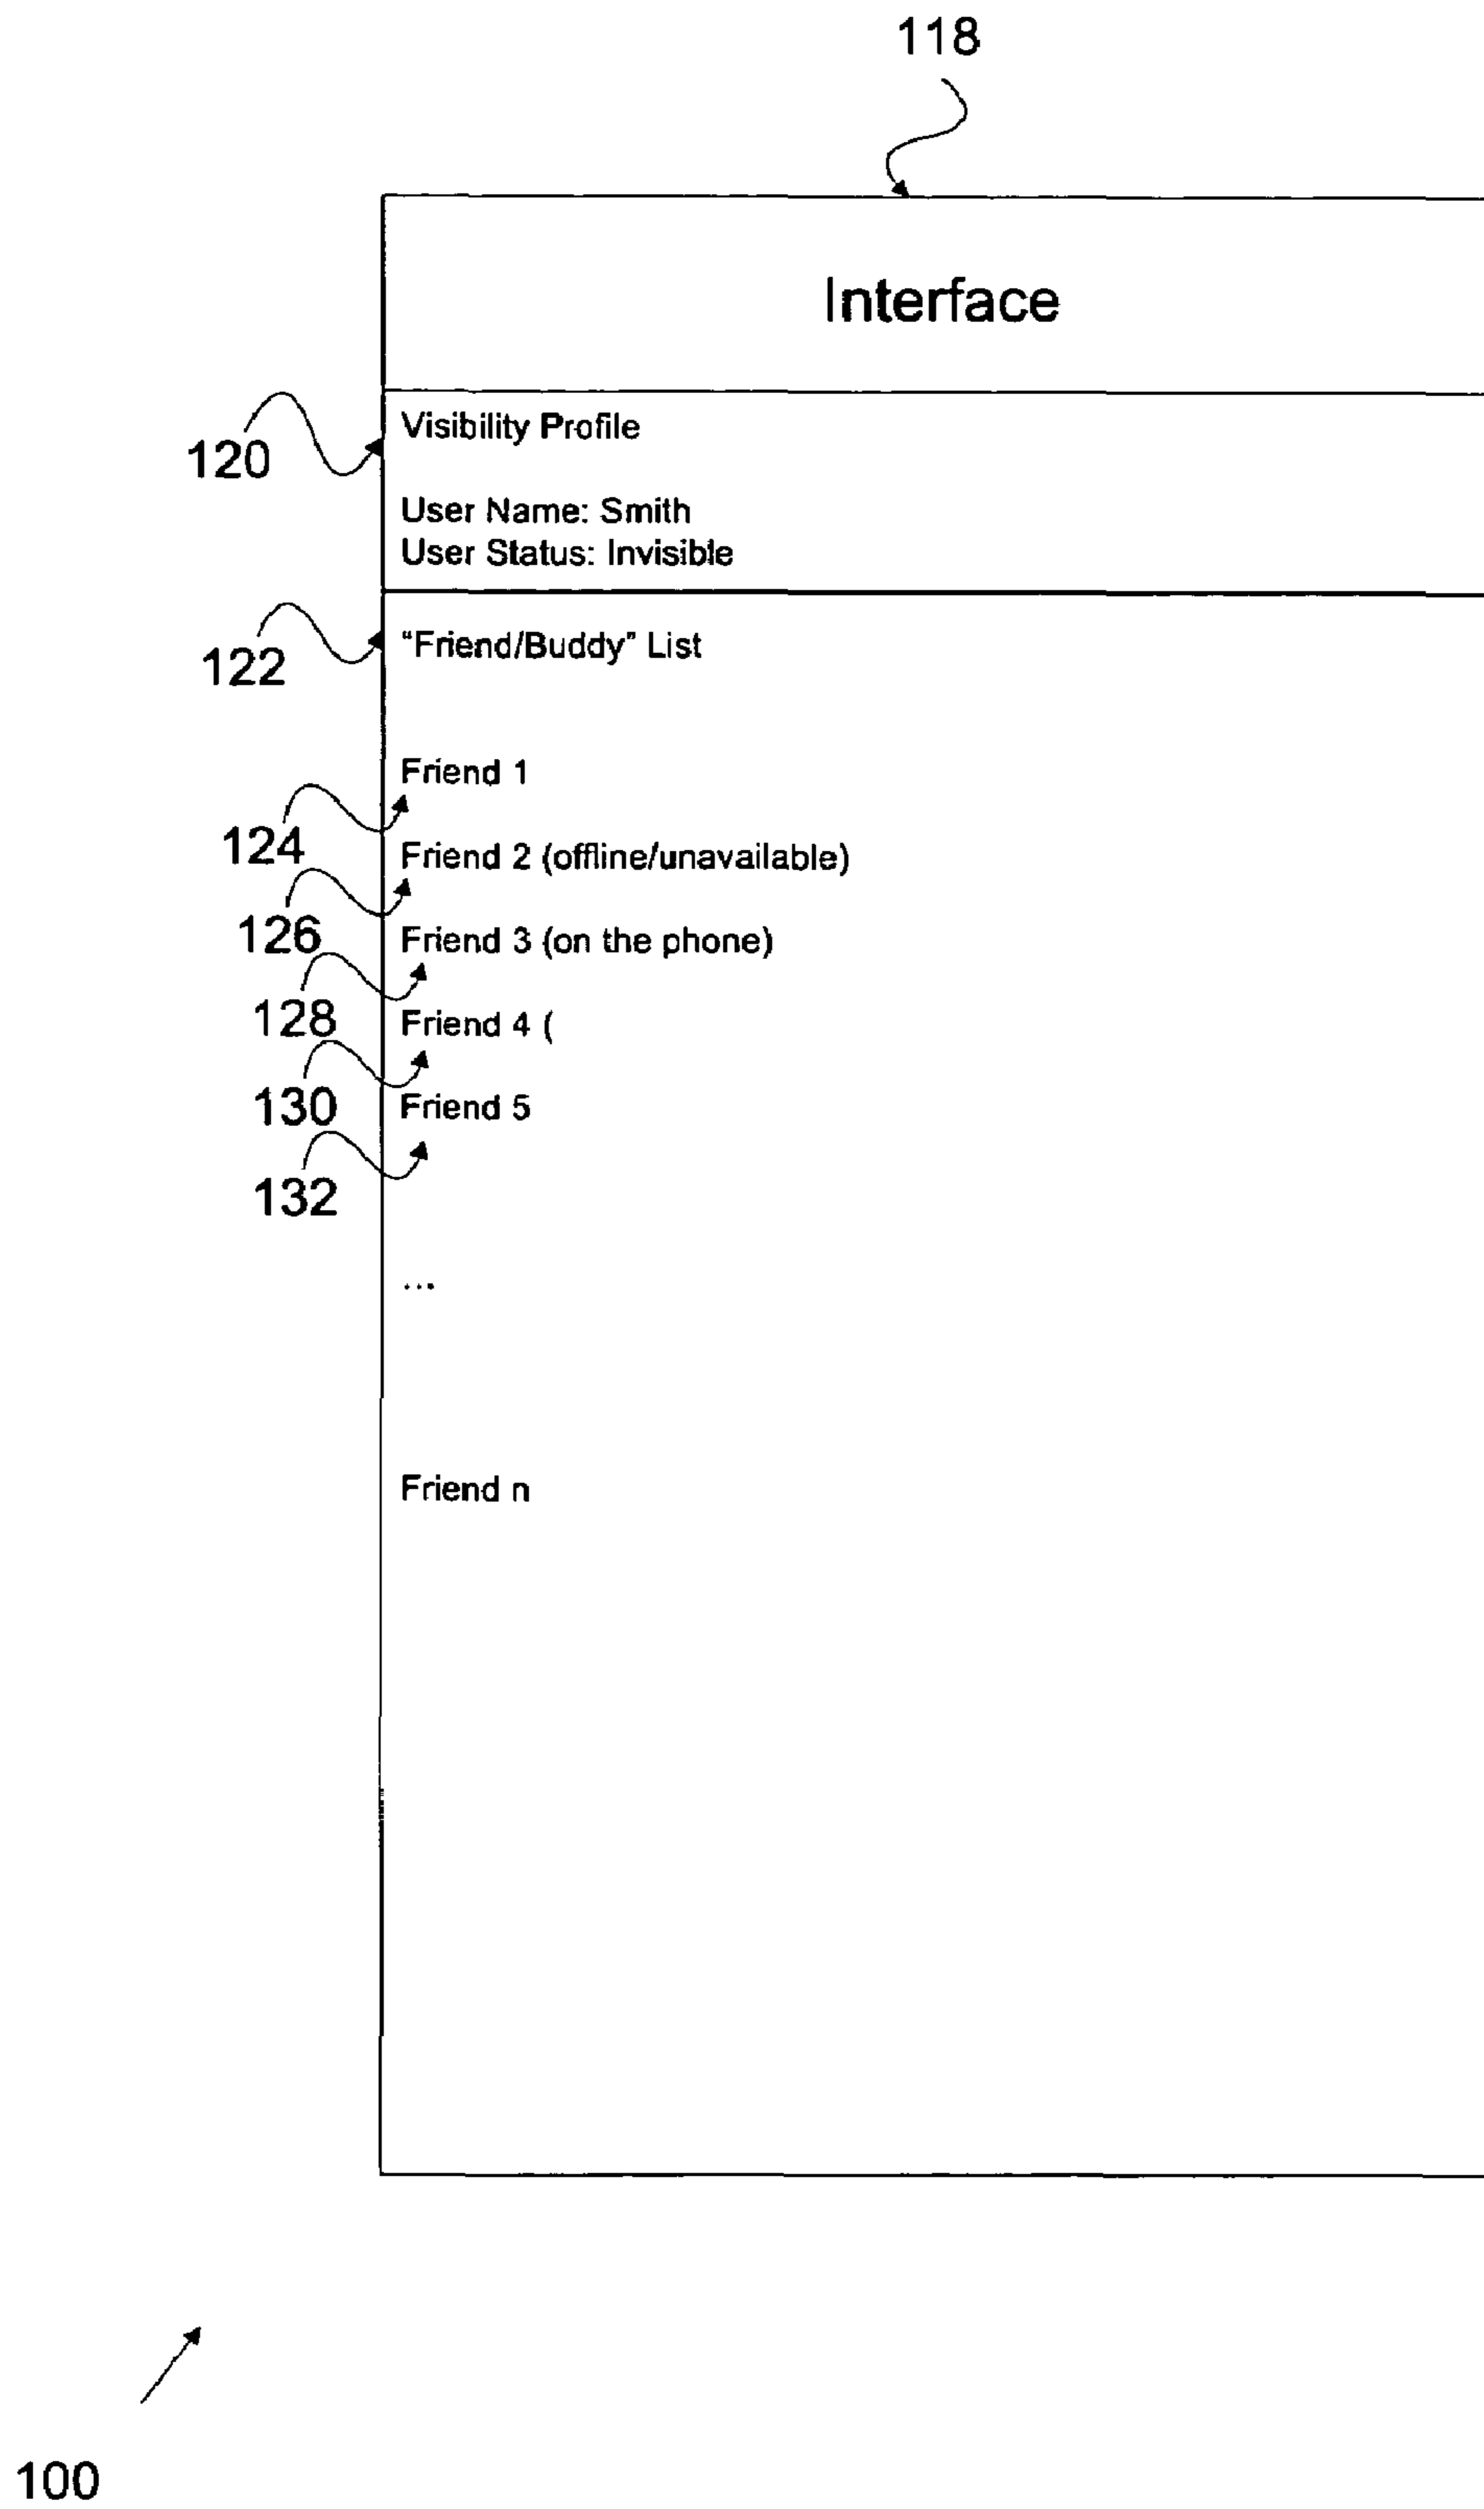 118
Interface
120
Visibility Profile
User Name: Smith
User Status: Invisible
122
“Friend/Buddy” List
Friend 1
124
Friend 2 (offline/unavailable)
126
Friend 3 (on the phone)
128
Friend 4 (
130
Friend 5
132
...
Friend n
100